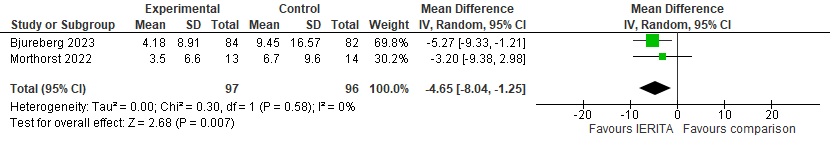 Experimental Control Mean Difference Mean Difference
Study or Subgroup Mean SD Total Mean SD Total Weight IV, Random, 95% CI IV, Random, 95% CI
Bjureberg 2023 4.18 8.91 84 9.45 16.57 82 69.8% -5.27 [-9.33, -1.21]
Morthorst 2022 3.5 6.6 13 6.7 9.6 14 30.2% -3.20 [-9.38, 2.98]
Total (95% CI) 97 96 100.0% -4.65 [-8.04, -1.25]
Heterogeneity: Tau² = 0.00; Chi² = 0.30, df = 1 (P = 0.58); I² = 0%
Test for overall effect: Z = 2.68 (P = 0.007)
-20 -10 0 10 20
Favours IERITA Favours comparison